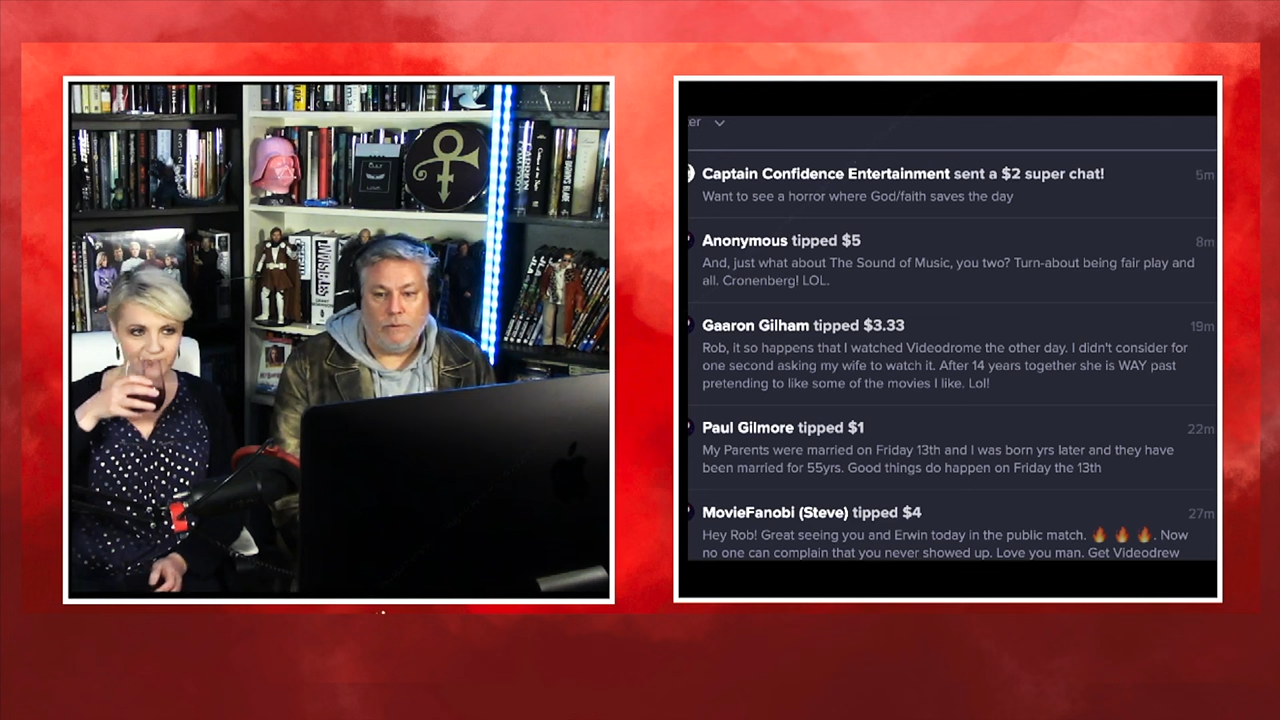 er
Captain Confidence Entertainment sent a $2 super chat!
5m
Want to see a horror where God/faith saves the day
Anonymous tipped $5
8m
And, just what about The Sound of Music, you two? Turn-about being fair play and
all. Cronenberg! LOL.
Gaaron Gilham tipped $3.33
19m
Rob, it so happens that I watched Videodrome the other day. I didn't consider for
one second asking my wife to watch it. After 14 years together she is WAY past
pretending to like some of the movies I like. Lol!
Paul Gilmore tipped $1
22m
My Parents were married on Friday 13th and I was born yrs later and they have
been married for 55yrs. Good things do happen on Friday the 13th
MovieFanobi (Steve) tipped $4
27m
Hey Rob! Great seeing you and Erwin today in the public match. 🔥 🔥 🔥. Now
no one can complain that you never showed up. Love you man. Get Videodrew
INVISIBLES